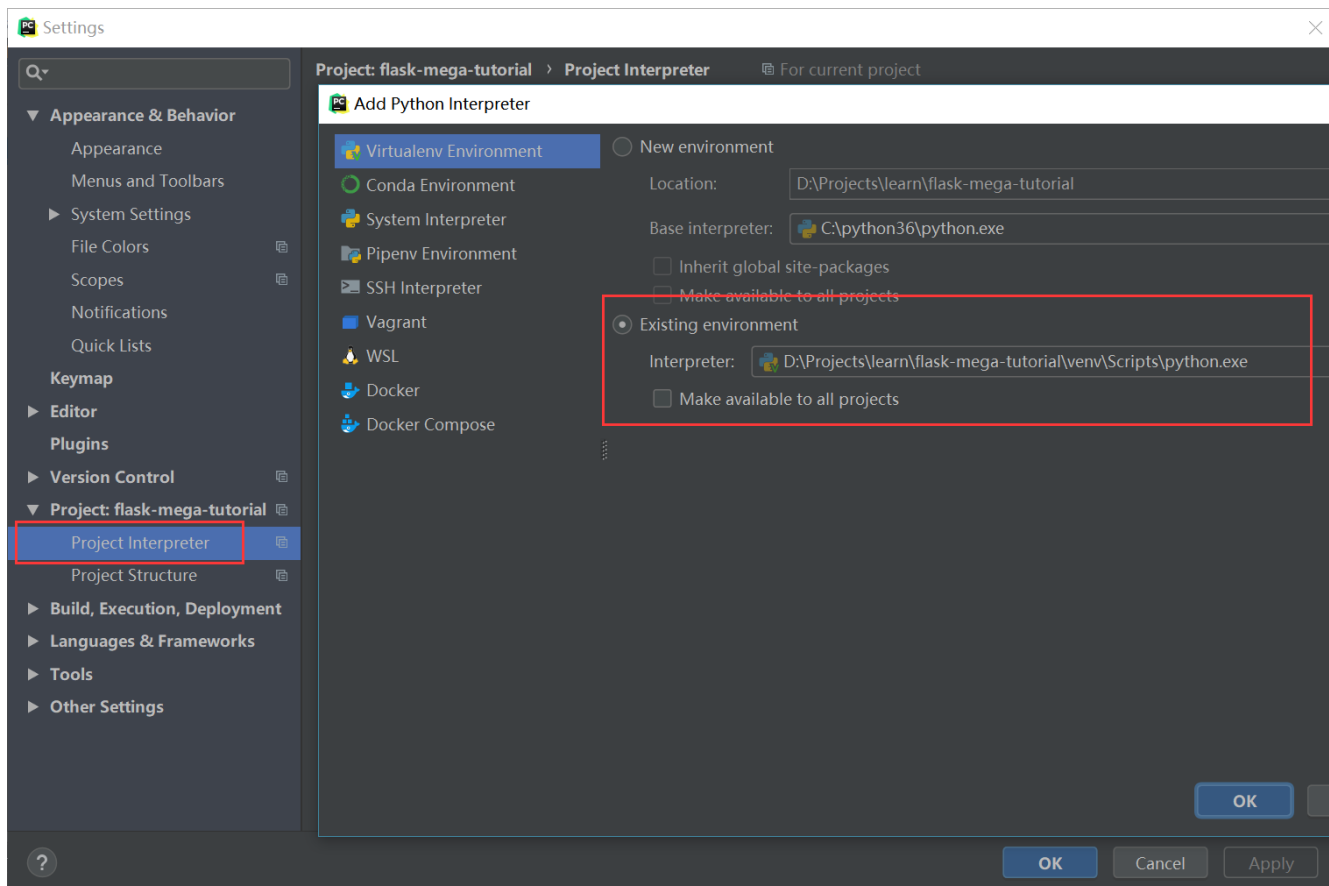 Settings
Appearance & Behavior
Appearance
Menus and Toolbars
System Settings
File Colors
Scopes
Notifications
Quick Lists
Keymap
Editor
Plugins
Version Control
Project: flask-mega-tutorial
Project Interpreter
Project Structure
Build, Execution, Deployment
Languages & Frameworks
Tools
Other Settings
Project: flask-mega-tutorial › Project Interpreter For current project
Add Python Interpreter
Virtualenv Environment
Conda Environment
System Interpreter
Pipenv Environment
SSH Interpreter
Vagrant
WSL
Docker
Docker Compose
New environment
Location: D:\Projects\learn\flask-mega-tutorial
Base interpreter: C:\python36\python.exe
Inherit global site-packages
Make available to all projects
Existing environment
Interpreter: D:\Projects\learn\flask-mega-tutorial\venv\Scripts\python.exe
Make available to all projects
OK
?
OK Cancel Apply